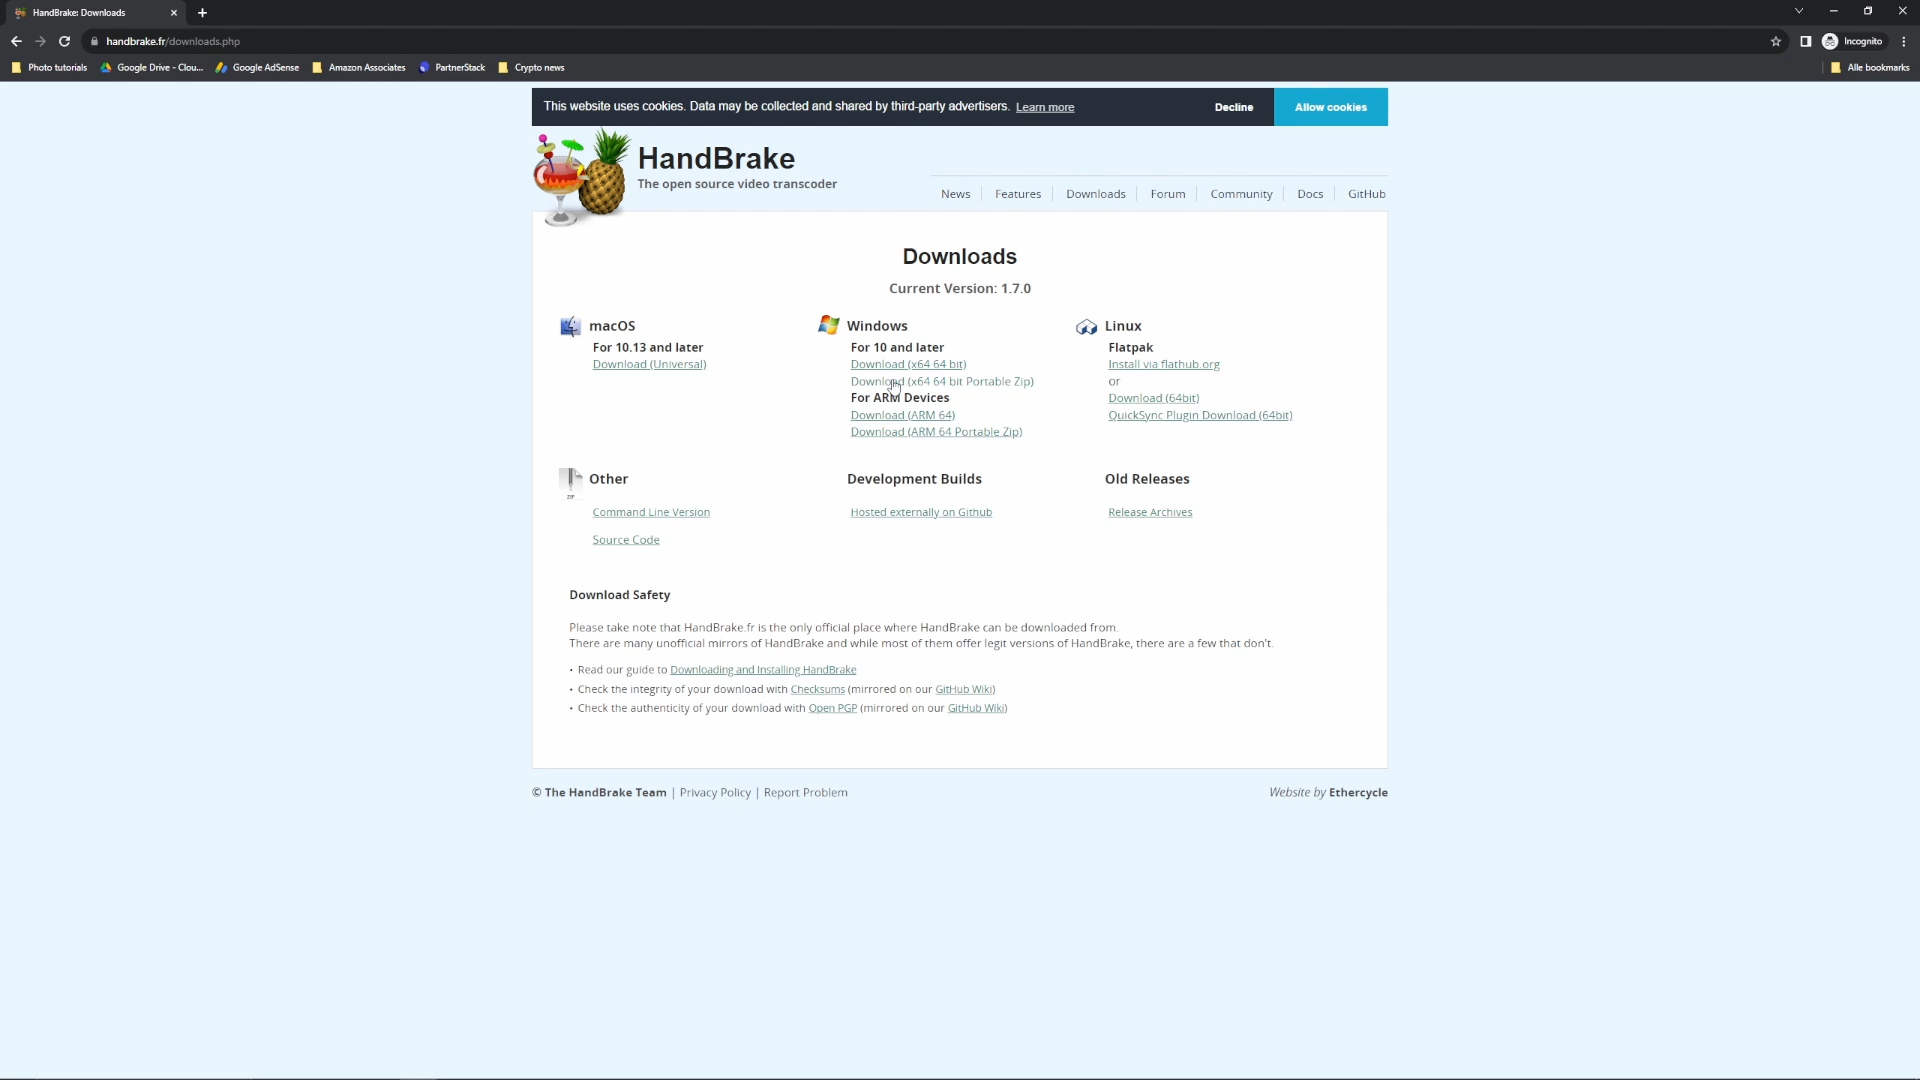 HandBrake: Downloads
handbrake.fr/downloads.php
Incognito
Photo tutorials
Google Drive - Clou...
Google AdSense
Amazon Associates
PartnerStack
Crypto news
Alle bookmarks
This website uses cookies. Data may be collected and shared by third-party advertisers. Learn more
Decline
Allow cookies
HandBrake
The open source video transcoder
News
Features
Downloads
Forum
Community
Docs
GitHub
Downloads
Current Version: 1.7.0
macOS
For 10.13 and later
Download (Universal)
Windows
For 10 and later
Download (x64 64 bit)
Download (x64 64 bit Portable Zip)
For ARM Devices
Download (ARM 64)
Download (ARM 64 Portable Zip)
Linux
Flatpak
Install via flathub.org
or
Download (64bit)
QuickSync Plugin Download (64bit)
ZIP
Other
Command Line Version
Source Code
Development Builds
Hosted externally on Github
Old Releases
Release Archives
Download Safety
Please take note that HandBrake.fr is the only official place where HandBrake can be downloaded from.
There are many unofficial mirrors of HandBrake and while most of them offer legit versions of HandBrake, there are a few that don't.
• Read our guide to Downloading and Installing HandBrake
• Check the integrity of your download with Checksums (mirrored on our GitHub Wiki)
• Check the authenticity of your download with Open PGP (mirrored on our GitHub Wiki)
© The HandBrake Team | Privacy Policy | Report Problem
Website by Ethercycle